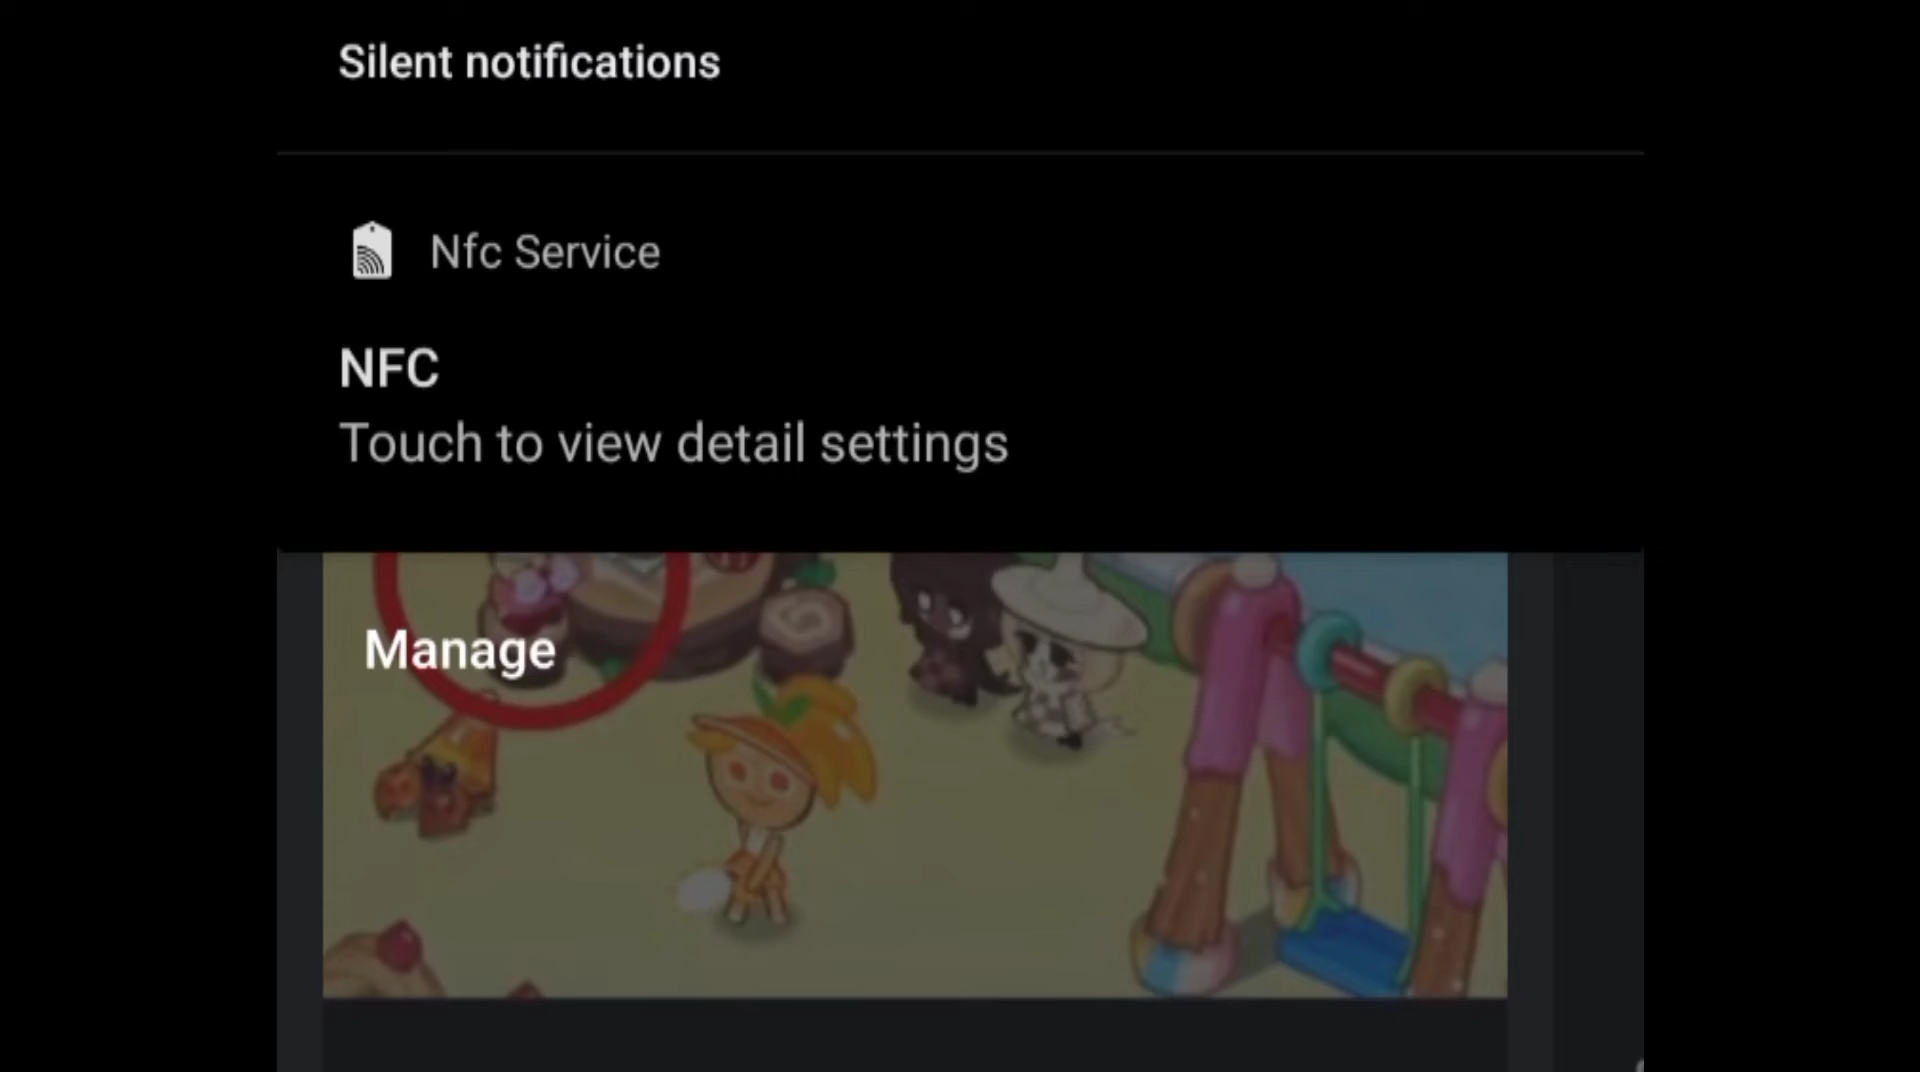 Silent notifications
Nfc Service
NFC
Touch to view detail settings
Manage